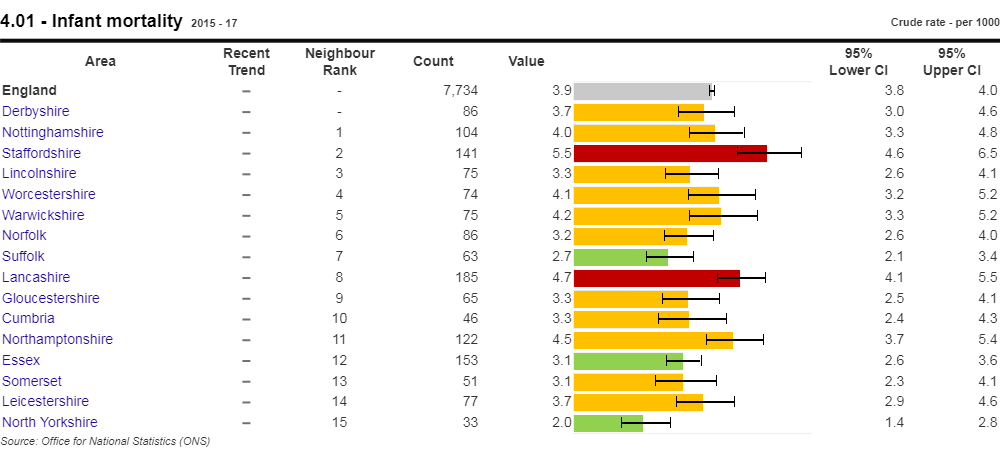 4.01 - Infant mortality 2015 - 17 Crude rate - per 1000
Area Recent Trend Neighbour Rank Count Value 95% Lower CI 95% Upper CI
England – - 7,734 3.9 3.8 4.0
Derbyshire – - 86 3.7 3.0 4.6
Nottinghamshire – 1 104 4.0 3.3 4.8
Staffordshire – 2 141 5.5 4.6 6.5
Lincolnshire – 3 75 3.3 2.6 4.1
Worcestershire – 4 74 4.1 3.2 5.2
Warwickshire – 5 75 4.2 3.3 5.2
Norfolk – 6 86 3.2 2.6 4.0
Suffolk – 7 63 2.7 2.1 3.4
Lancashire – 8 185 4.7 4.1 5.5
Gloucestershire – 9 65 3.3 2.5 4.1
Cumbria – 10 46 3.3 2.4 4.3
Northamptonshire – 11 122 4.5 3.7 5.4
Essex – 12 153 3.1 2.6 3.6
Somerset – 13 51 3.1 2.3 4.1
Leicestershire – 14 77 3.7 2.9 4.6
North Yorkshire – 15 33 2.0 1.4 2.8
Source: Office for National Statistics (ONS)